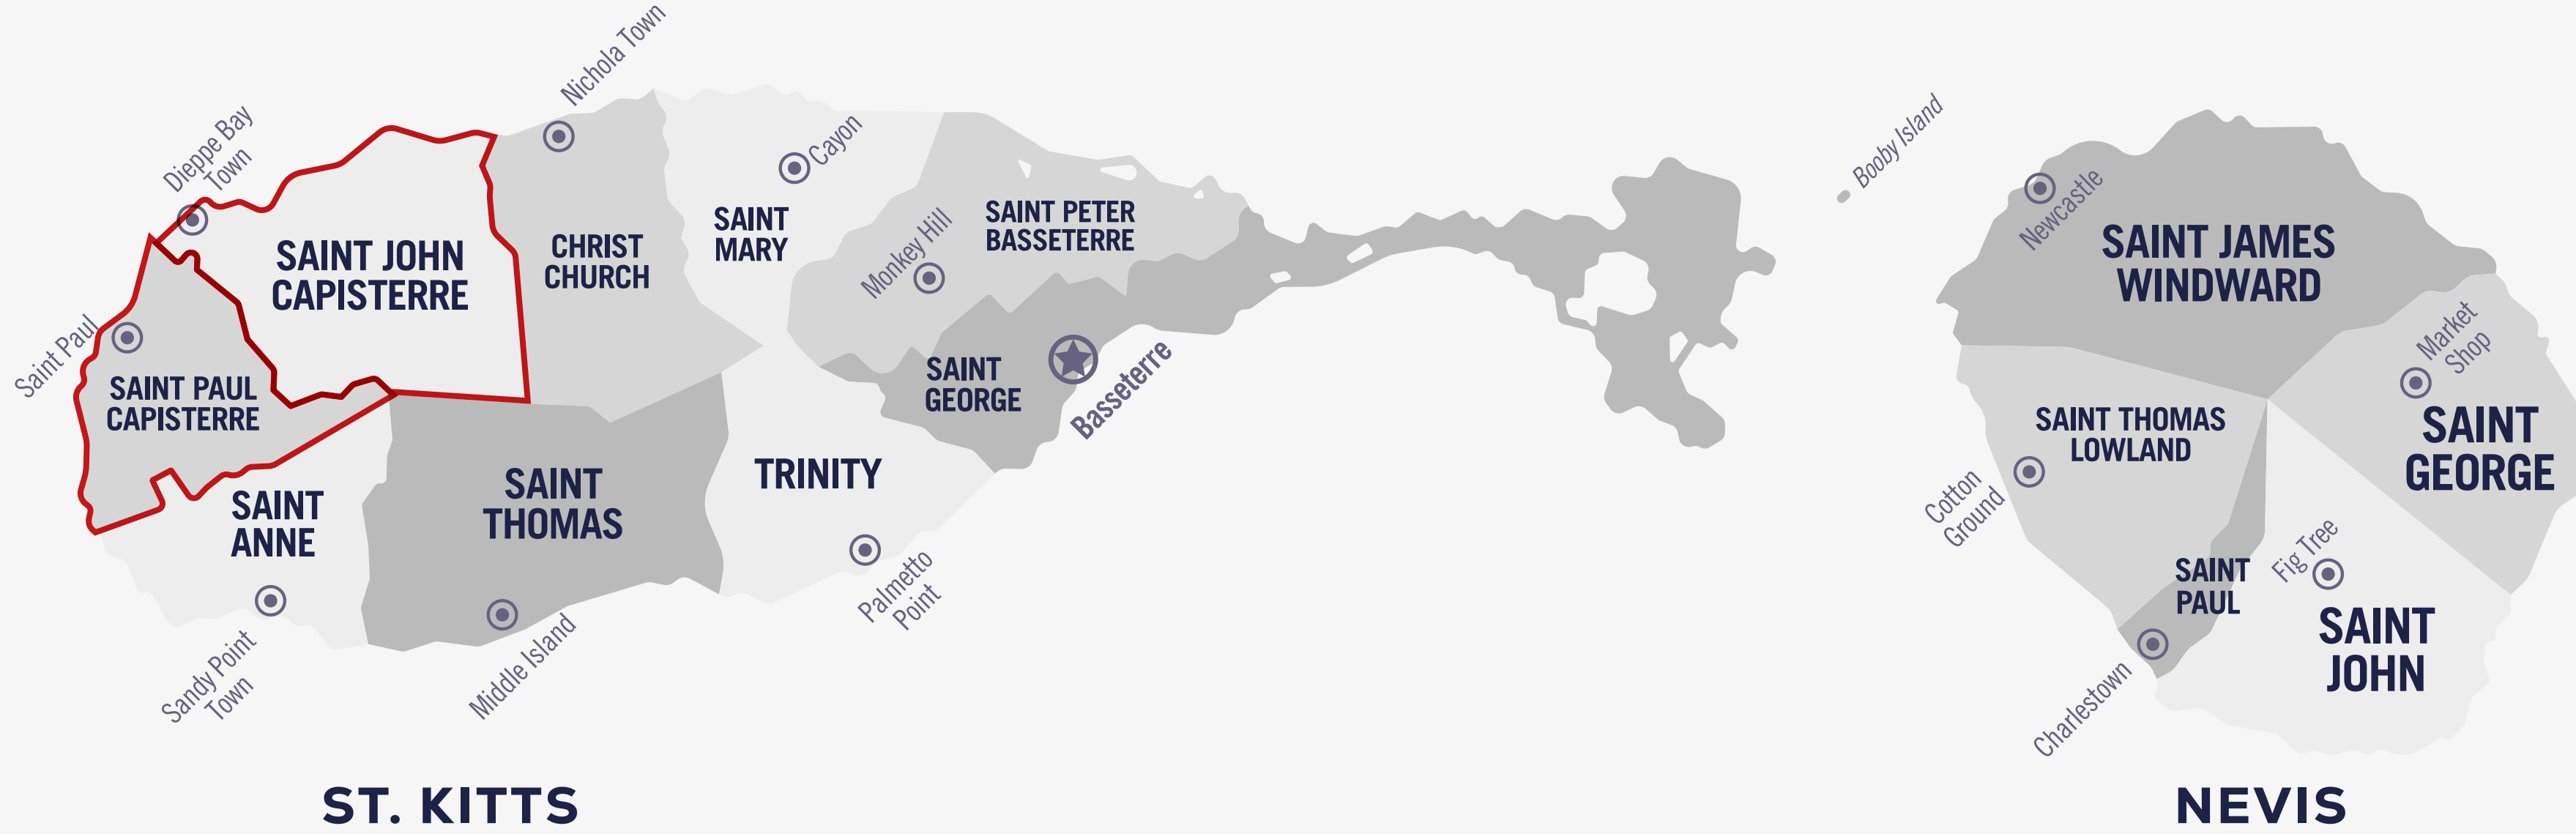 Nichola Town
Dieppe Bay
Town
Cayon
Booby Island
Newcastle
SAINT JOHN
CAPISTERRE
CHRIST
CHURCH
SAINT
MARY
Monkey Hill
SAINT PETER
BASSETERRE
SAINT JAMES
WINDWARD
Saint Paul
SAINT PAUL
CAPISTERRE
SAINT
GEORGE
Basseterre
Market
Shop
SAINT THOMAS
LOWLAND
SAINT
GEORGE
SAINT
ANNE
SAINT
THOMAS
TRINITY
Cotton
Ground
Palmetto
Point
SAINT
PAUL
Fig Tree
SAINT
JOHN
Sandy Point
Town
Middle Island
Charlestown
ST. KITTS
NEVIS